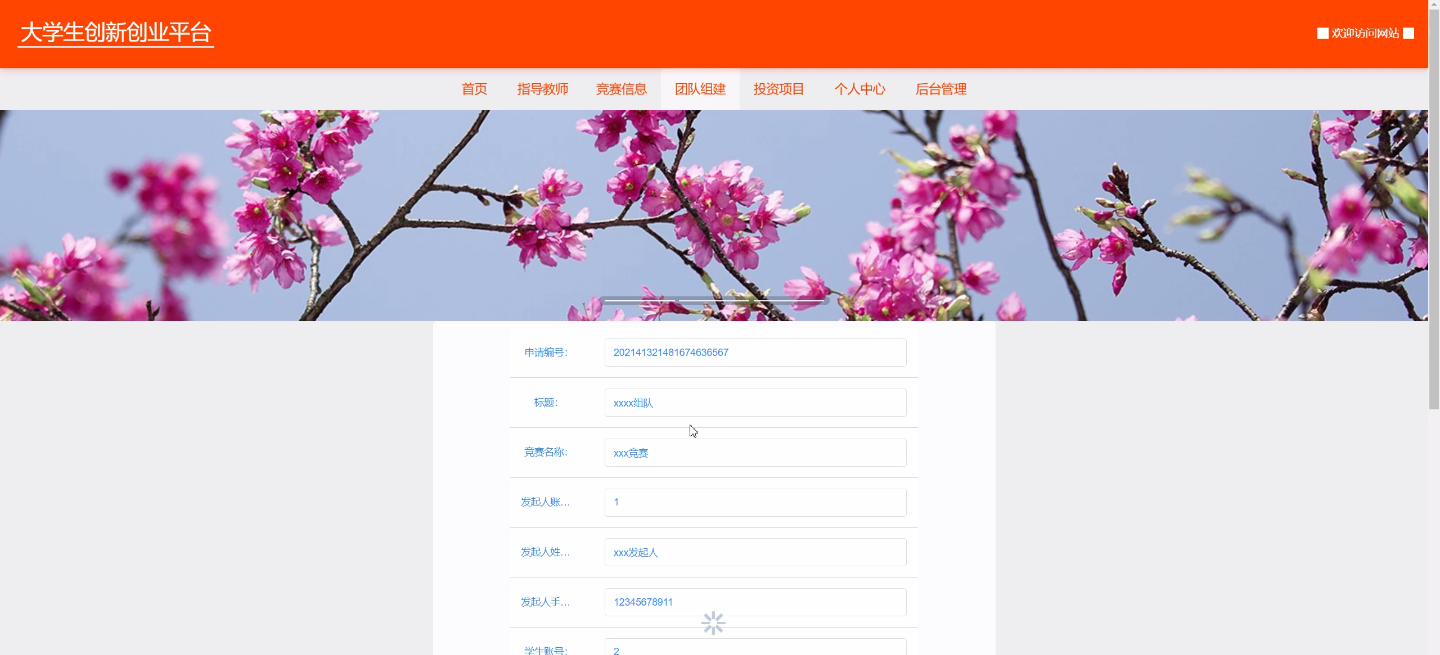 大学生创新创业平台
欢迎访问网站
首页 指导教师 竞赛信息 团队组建 投资项目 个人中心 后台管理
申请编号: 202141321481674636567
标题: xxxx组队
竞赛名称: xxx竞赛
发起人账... 1
发起人姓... xxx发起人
发起人手... 12345678911
学生账号: 2